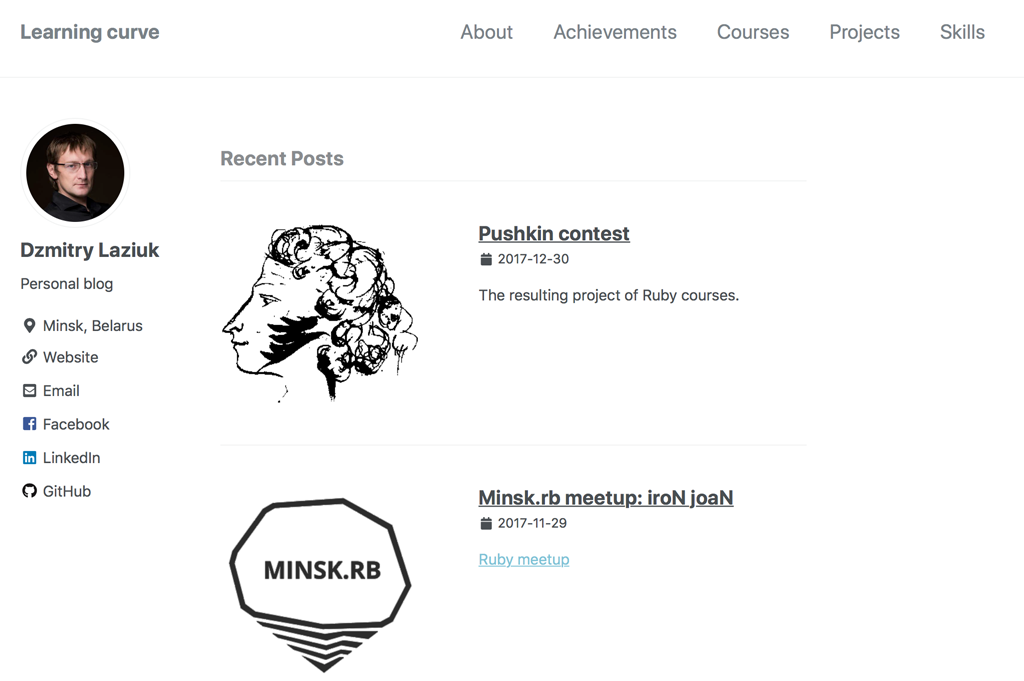 Learning curve
About
Achievements
Courses
Projects
Skills
Dzmitry Laziuk
Personal blog
Minsk, Belarus
Website
Email
Facebook
LinkedIn
GitHub
Recent Posts
Pushkin contest
2017-12-30
The resulting project of Ruby courses.
MINSK.RB
Minsk.rb meetup: iroN joaN
2017-11-29
Ruby meetup